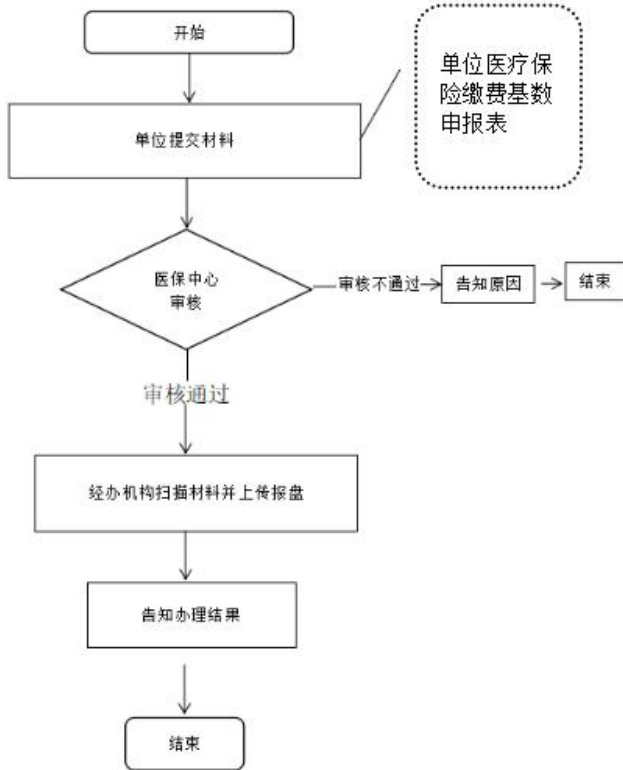 开始
单位医疗保
险缴费基数
申报表
单位提交材料
医保中心
审核
审核不通过
告知原因
结束
审核通过
经办机构扫描材料并上传报盘
告知办理结果
结束